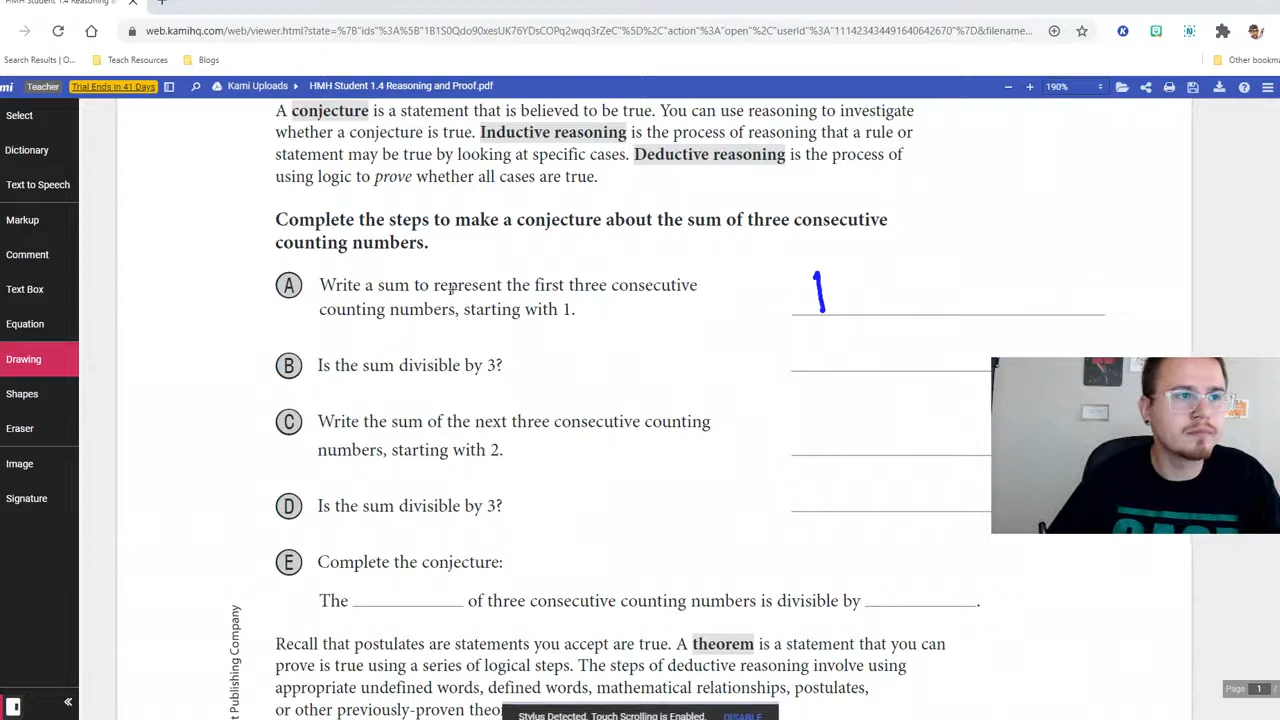 HMH Student 1.4 Reasoning a
web.kamihq.com/web/viewer.html?state=%7B"ids"%3A%5B"1B1S0Qdo90xesUK76YDsCOPq2wqq3rZeC"%5D%2C"action"%3A"open"%2C"userId"%3A"111423434491640642670"%7D&filename...
Search Results | O...
Teach Resources
Blogs
Other bookma
mi
Teacher
Trial Ends In 41 Days
Kami Uploads
HMH Student 1.4 Reasoning and Proof.pdf
190%
Select
Dictionary
Text to Speech
Markup
Comment
Text Box
Equation
Drawing
Shapes
Eraser
Image
Signature
A conjecture is a statement that is believed to be true. You can use reasoning to investigate
whether a conjecture is true. Inductive reasoning is the process of reasoning that a rule or
statement may be true by looking at specific cases. Deductive reasoning is the process of
using logic to prove whether all cases are true.
Complete the steps to make a conjecture about the sum of three consecutive
counting numbers.
A Write a sum to represent the first three consecutive
counting numbers, starting with 1.
1
B Is the sum divisible by 3?
C Write the sum of the next three consecutive counting
numbers, starting with 2.
D Is the sum divisible by 3?
E Complete the conjecture:
The ____________ of three consecutive counting numbers is divisible by ____________.
Recall that postulates are statements you accept are true. A theorem is a statement that you can
prove is true using a series of logical steps. The steps of deductive reasoning involve using
appropriate undefined words, defined words, mathematical relationships, postulates,
or other previously-proven theo
t Publishing Company
Page 1 /
Stylus Detected. Touch Scrolling is Enabled. DISABLE